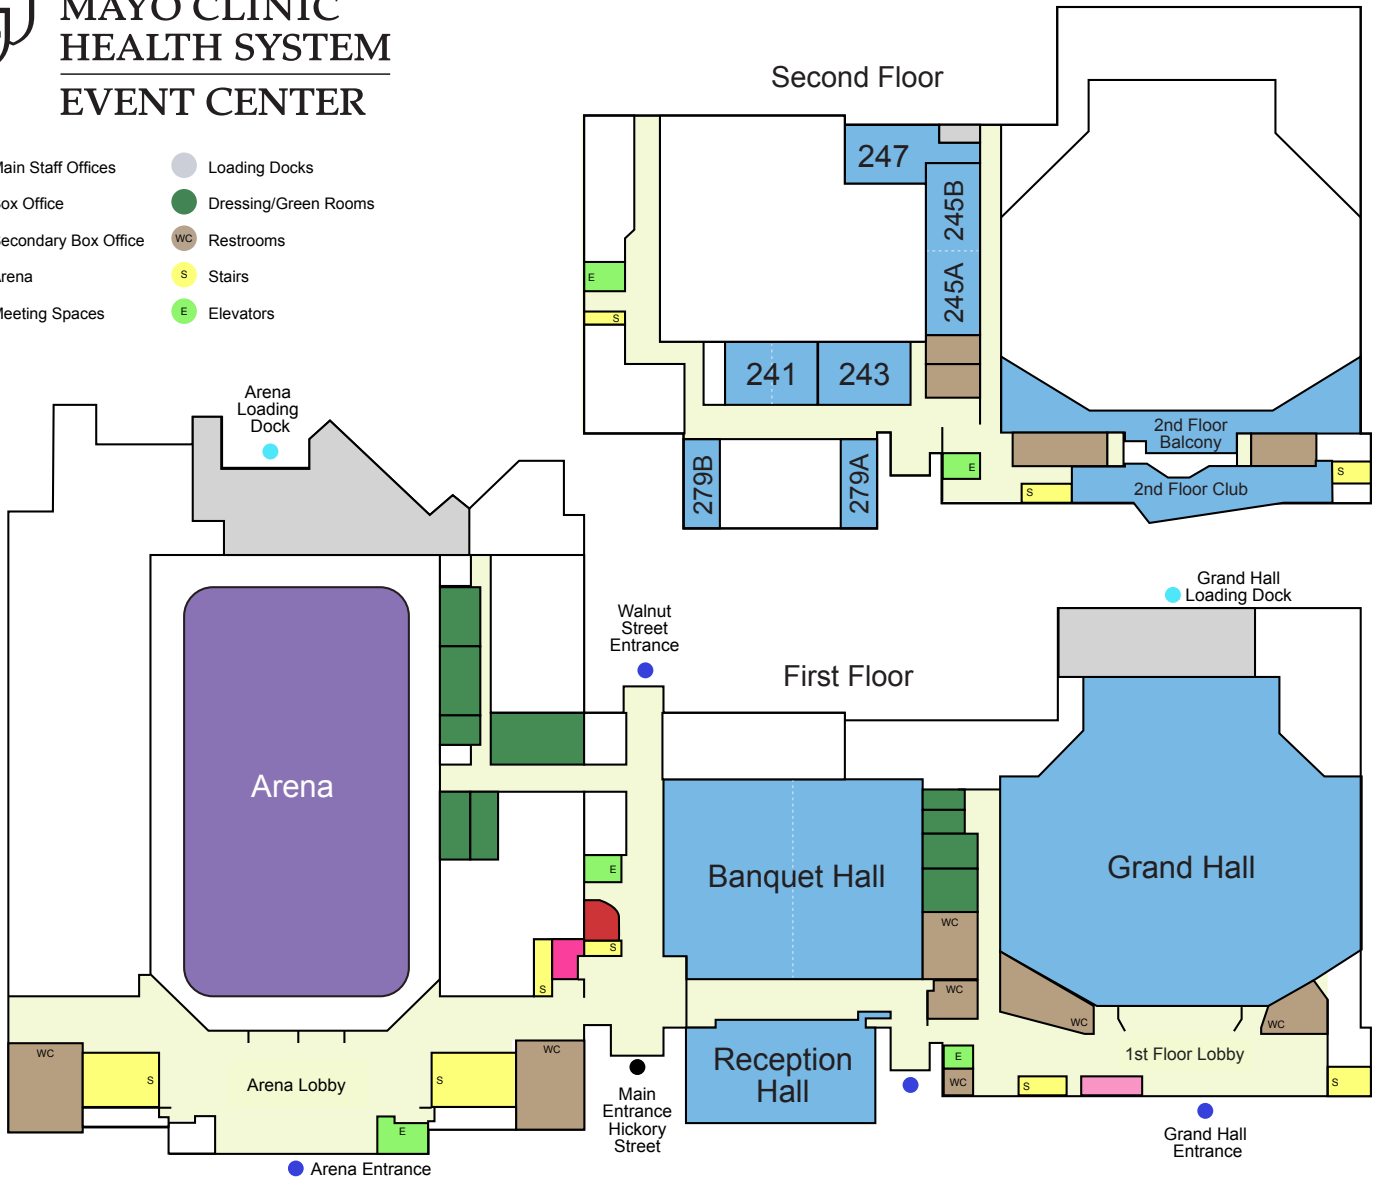 MAYO CLINIC
HEALTH SYSTEM
EVENT CENTER
Main Staff Offices
Loading Docks
Box Office
Dressing/Green Rooms
Secondary Box Office
WC
Restrooms
Arena
S
Stairs
Meeting Spaces
E
Elevators
Second Floor
247
245B
245A
E
S
241
243
279B
279A
E
S
2nd Floor
Balcony
2nd Floor Club
S
Arena
Loading
Dock
Grand Hall
Loading Dock
Walnut
Street
Entrance
First Floor
Arena
Banquet Hall
Grand Hall
E
S
S
WC
WC
WC
WC
Reception
Hall
1st Floor Lobby
E
WC
S
S
WC
S
Arena Lobby
S
WC
E
Main
Entrance
Hickory
Street
Grand Hall
Entrance
Arena Entrance